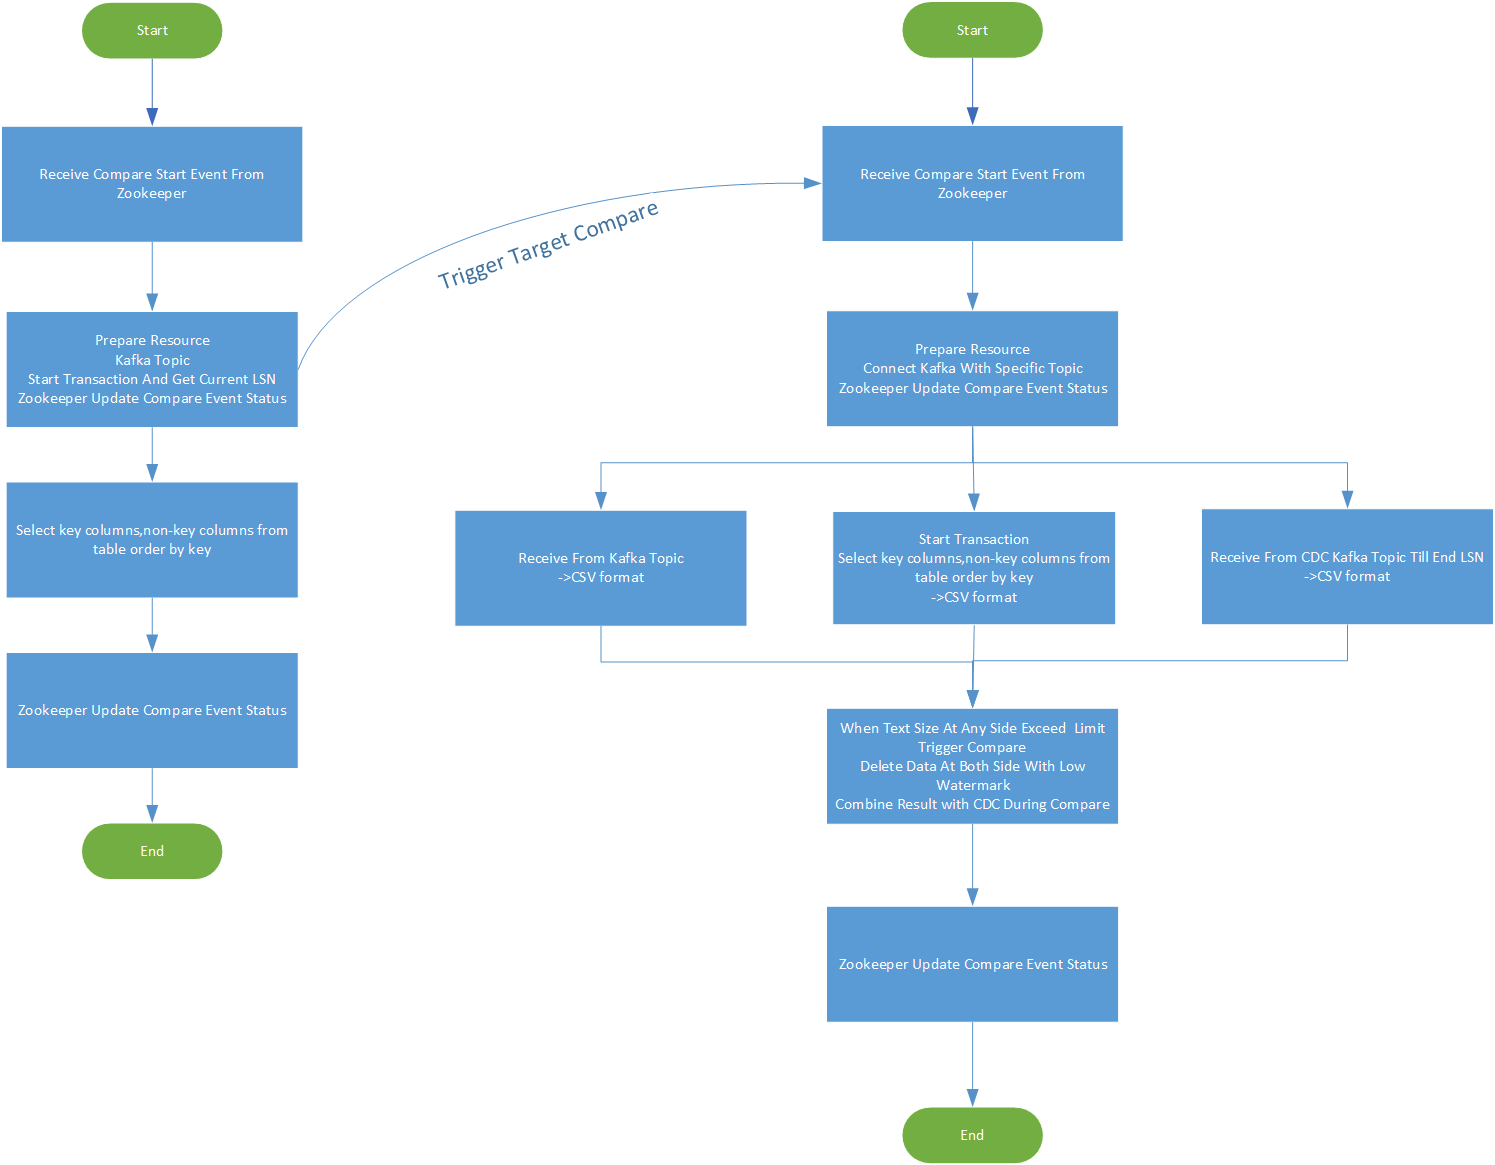 Start
Receive Compare Start Event From
Zookeeper
Prepare Resource
Kafka Topic
Start Transaction And Get Current LSN
Zookeeper Update Compare Event Status
Select key columns,non-key columns from
table order by key
Zookeeper Update Compare Event Status
End
Trigger Target Compare
Start
Receive Compare Start Event From
Zookeeper
Prepare Resource
Connect Kafka With Specific Topic
Zookeeper Update Compare Event Status
Receive From Kafka Topic
->CSV format
Start Transaction
Select key columns,non-key columns from
table order by key
->CSV format
Receive From CDC Kafka Topic Till End LSN
->CSV format
When Text Size At Any Side Exceed  Limit
Trigger Compare
Delete Data At Both Side With Low
Watermark
Combine Result with CDC During Compare
Zookeeper Update Compare Event Status
End